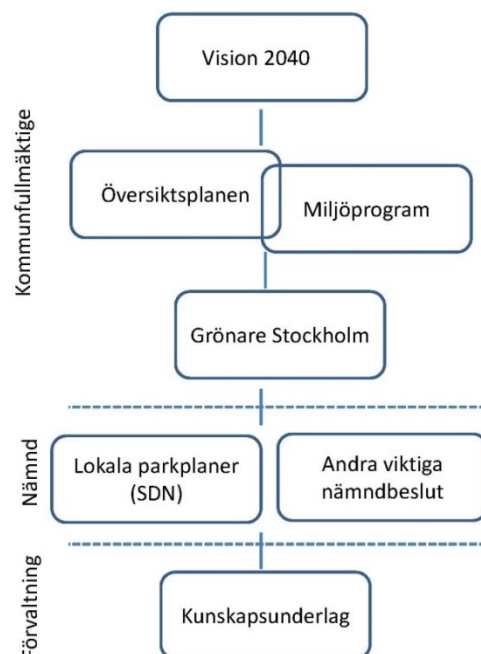 Vision 2040
Kommunfullmäktige
Översiktsplanen
Miljöprogram
Grönare Stockholm
Nämnd
Lokala parkplaner
(SDN)
Andra viktiga
nämndbeslut
Förvaltning
Kunskapsunderlag